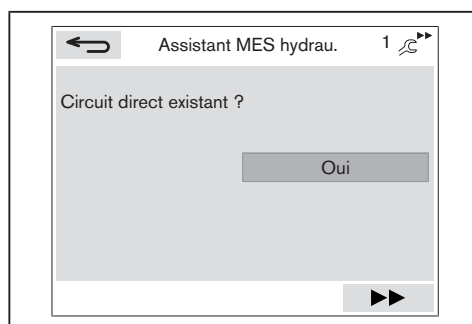 Assistant MES hydrau. 1
Circuit direct existant ?
Oui